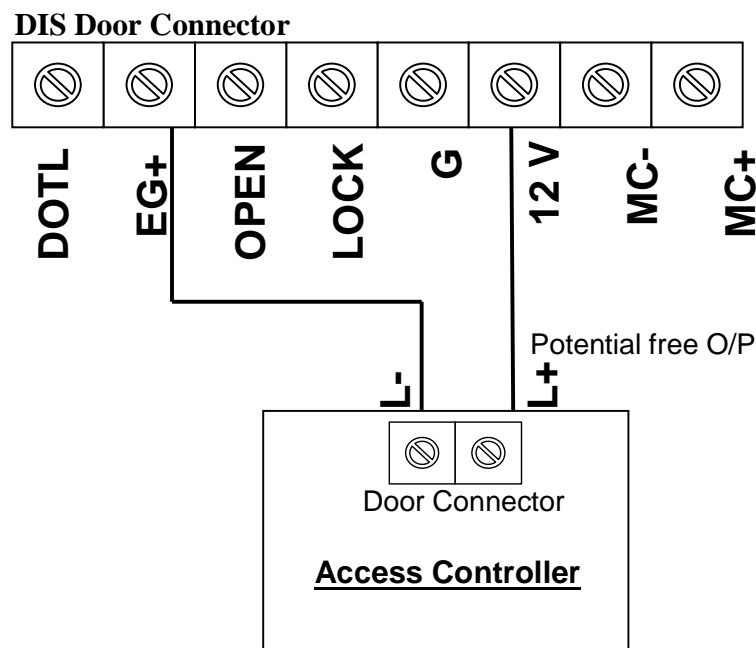 DIS Door Connector
DOTL
EG+
OPEN
LOCK
G
12 V
MC-
MC+
Potential free O/P
L-
L+
Door Connector
Access Controller